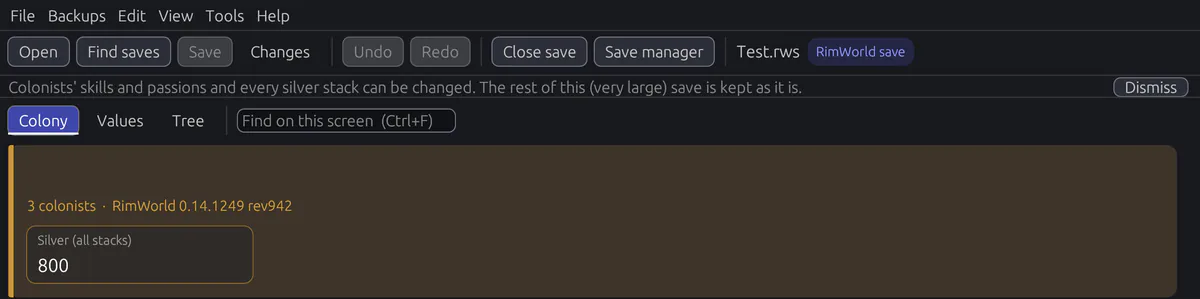 File Backups Edit View Tools Help
Open Find saves Save Changes Undo Redo Close save Save manager Test.rws RimWorld save
Colonists' skills and passions and every silver stack can be changed. The rest of this (very large) save is kept as it is. Dismiss
Colony Values Tree Find on this screen (Ctrl+F)
3 colonists · RimWorld 0.14.1249 rev942
Silver (all stacks)
800